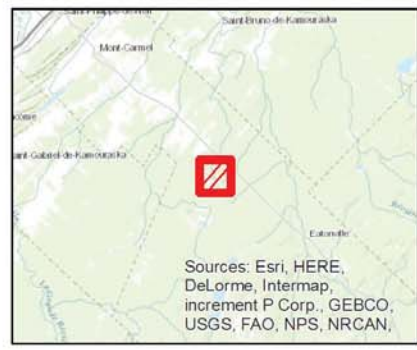 Saint-Bruno-de-Kamouraska
Mont-Carmel
Saint-Gabriel-de-Kamouraska
Eatonville
Sources: Esri, HERE,
DeLorme, Intermap,
increment P Corp., GEBCO,
USGS, FAO, NPS, NRCAN,